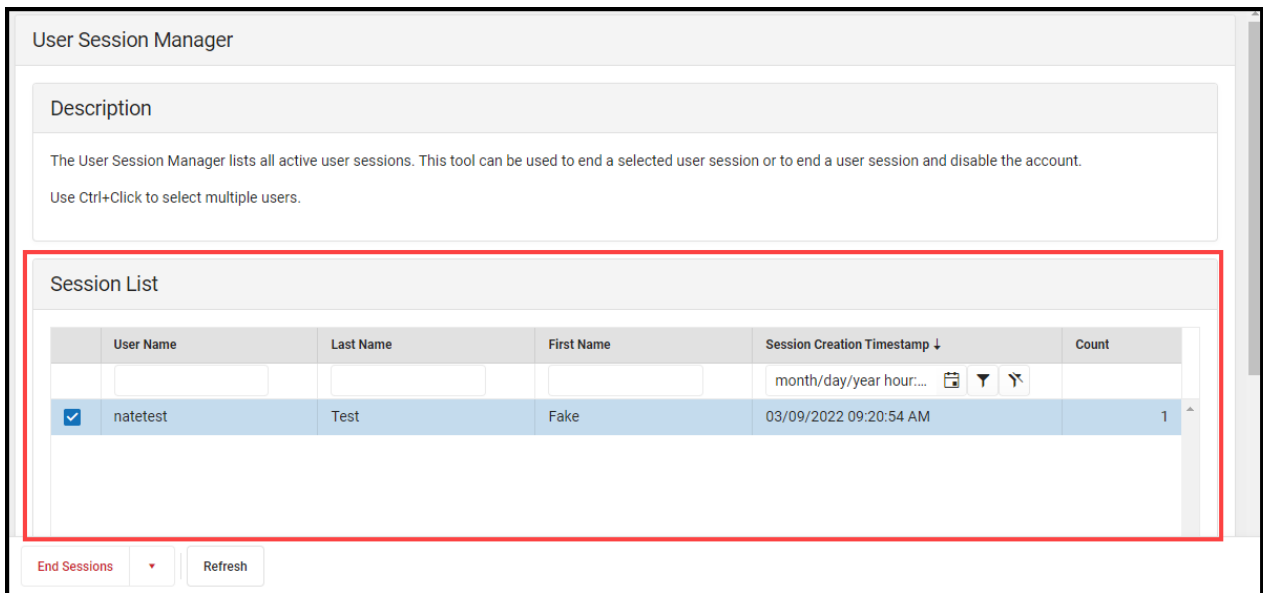 User Session Manager
Description
The User Session Manager lists all active user sessions. This tool can be used to end a selected user session or to end a user session and disable the account.
Use Ctrl+Click to select multiple users.
Session List
User Name Last Name First Name Session Creation Timestamp ↓ Count
month/day/year hour:...
natetest Test Fake 03/09/2022 09:20:54 AM 1
End Sessions Refresh